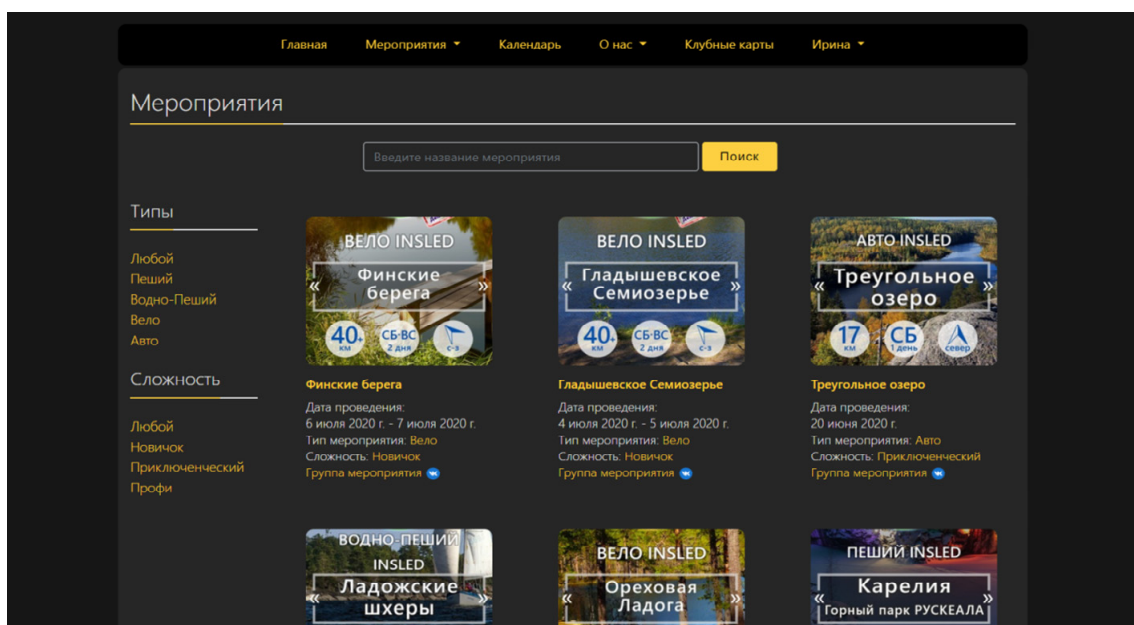 Главная Мероприятия Календарь О нас Клубные карты Ирина
Мероприятия
Введите название мероприятия Поиск
Типы
Любой
Пеший
Водно-Пеший
Вело
Авто
Сложность
Любой
Новичок
Приключенческий
Профи
ВЕЛО INSLED
« Финские »
берега
40+ КМ СБ-ВС 2 ДНЯ С-З
Финские берега
Дата проведения:
6 июля 2020 г. - 7 июля 2020 г.
Тип мероприятия: Вело
Сложность: Новичок
Группа мероприятия
ВЕЛО INSLED
« Гладышевское »
Семиозерье
40+ КМ СБ-ВС 2 ДНЯ С-З
Гладышевское Семиозерье
Дата проведения:
4 июля 2020 г. - 5 июля 2020 г.
Тип мероприятия: Вело
Сложность: Новичок
Группа мероприятия
АВТО INSLED
« Треугольное »
озеро
17 КМ СБ 1 ДЕНЬ север
Треугольное озеро
Дата проведения:
20 июня 2020 г.
Тип мероприятия: Авто
Сложность: Приключенческий
Группа мероприятия
ВОДНО-ПЕШИЙ
INSLED
« Ладожские »
шхеры
ВЕЛО INSLED
« Ореховая »
Ладога
ПЕШИЙ INSLED
« Карелия »
Горный парк РУСКЕАЛА